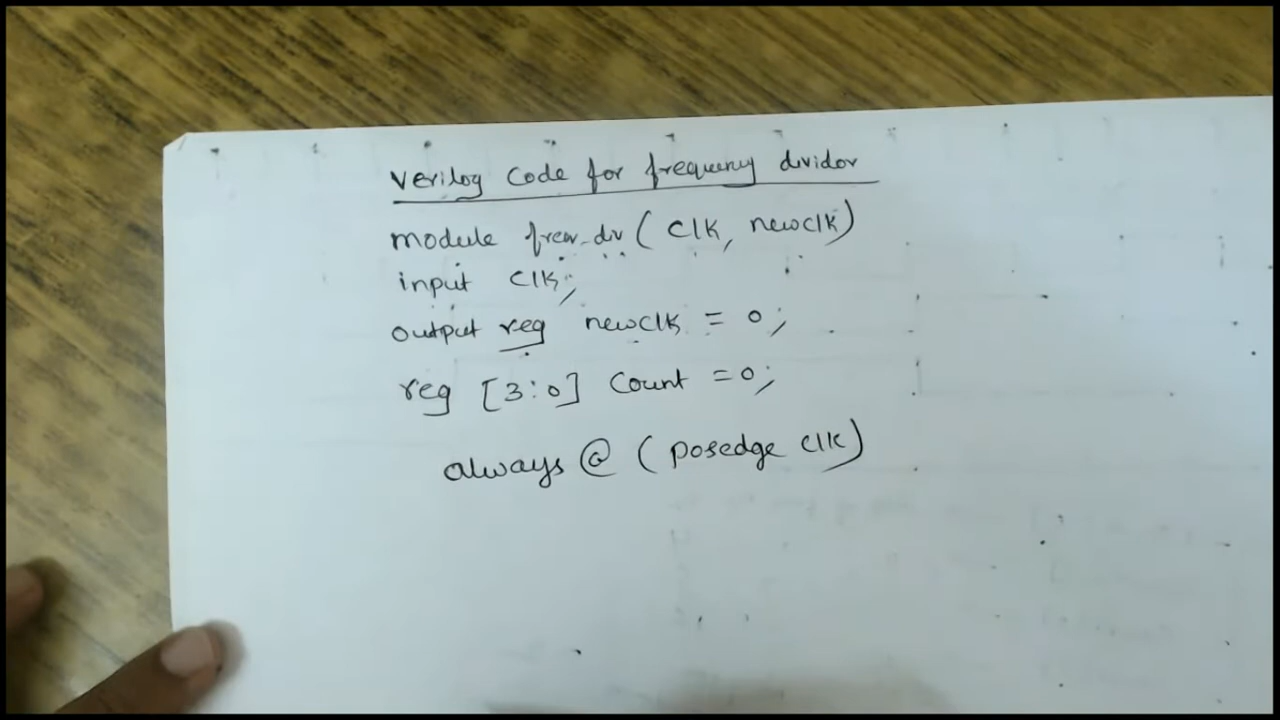 Verilog Code for frequency dividor
module freq_div ( clk, newclk)
input clk;
output reg newclk = 0;
reg [3:0] Count = 0;
always @ ( posedge clk)